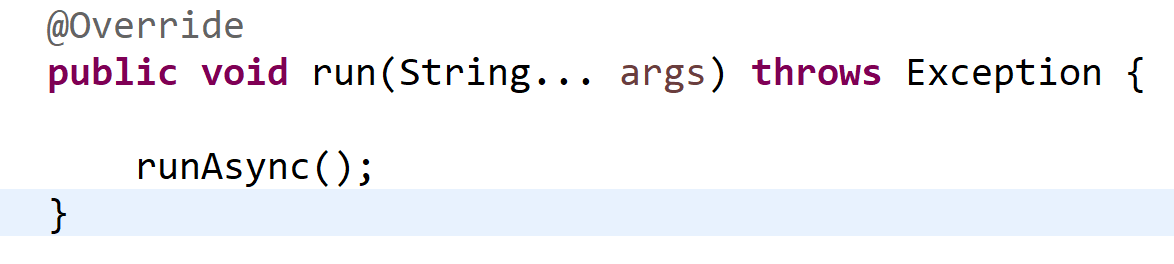 @Override
public void run(String... args) throws Exception {
runAsync();
}